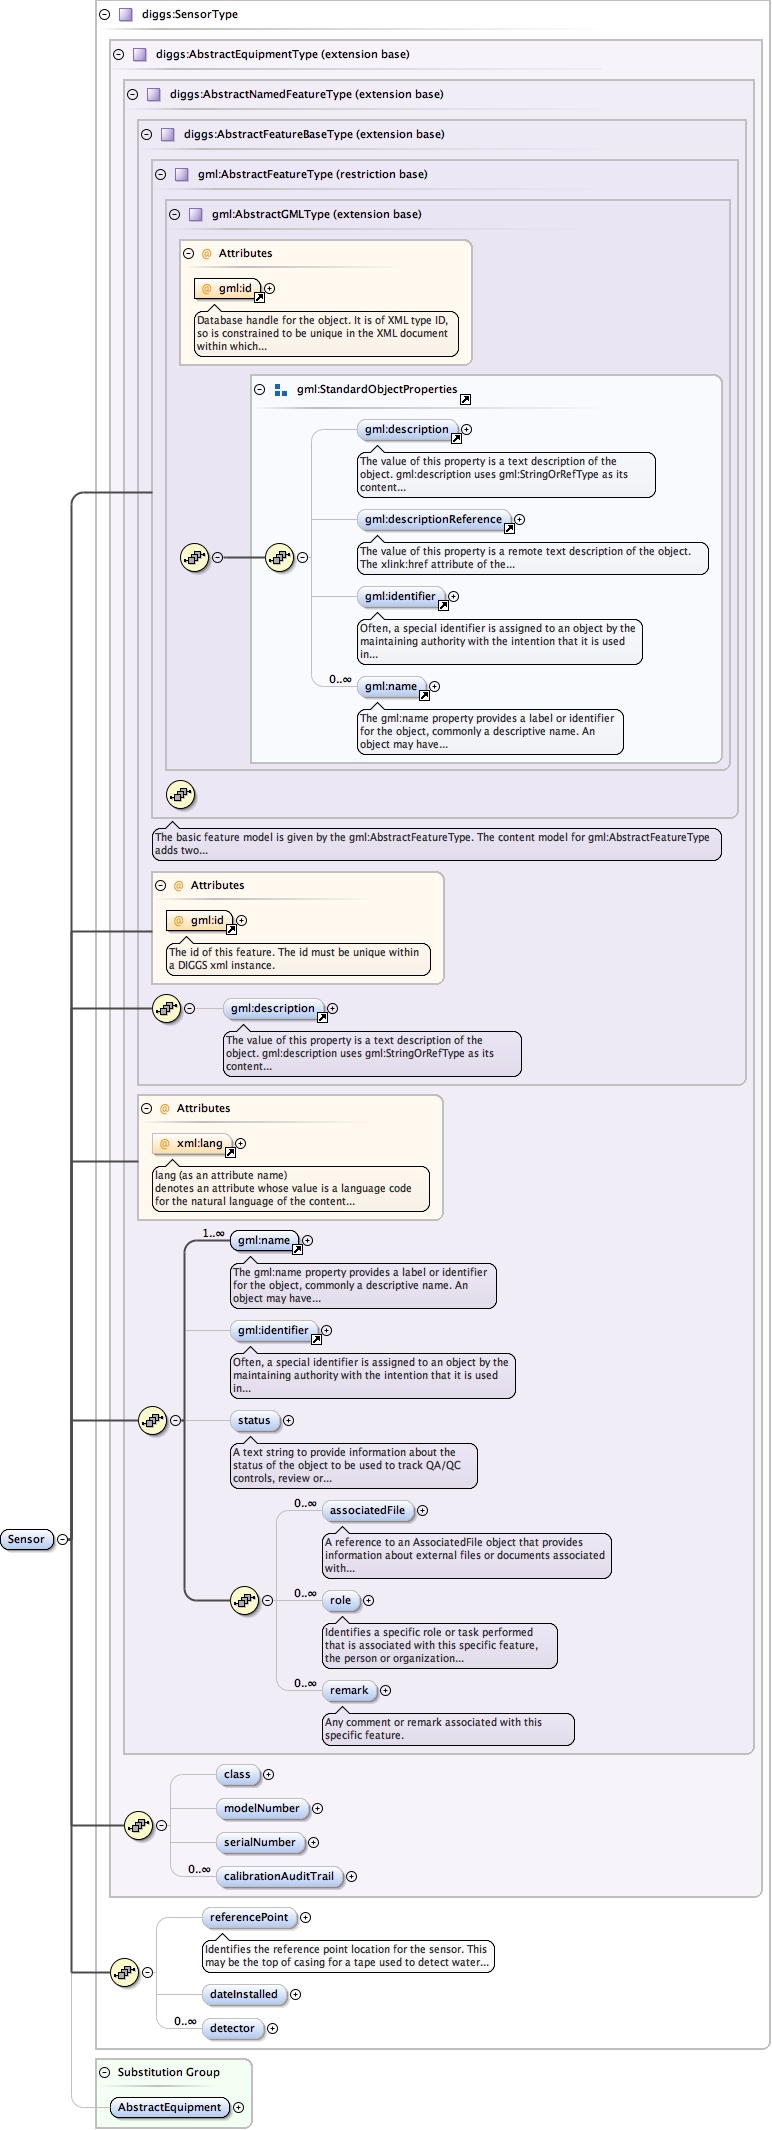 diggs:SensorType
diggs:AbstractEquipmentType (extension base)
diggs:AbstractNamedFeatureType (extension base)
diggs:AbstractFeatureBaseType (extension base)
gml:AbstractFeatureType (restriction base)
gml:AbstractGMLType (extension base)
@ Attributes
@ gml:id
Database handle for the object. It is of XML type ID,
so is constrained to be unique in the XML document
within which...
gml:StandardObjectProperties
gml:description
The value of this property is a text description of the
object. gml:description uses gml:StringOrRefType as its
content...
gml:descriptionReference
The value of this property is a remote text description of the object.
The xlink:href attribute of the...
gml:identifier
Often, a special identifier is assigned to an object by the
maintaining authority with the intention that it is used
in...
0..∞
gml:name
The gml:name property provides a label or identifier
for the object, commonly a descriptive name. An
object may have...
The basic feature model is given by the gml:AbstractFeatureType. The content model for gml:AbstractFeatureType
adds two...
@ Attributes
@ gml:id
The id of this feature. The id must be unique within
a DIGGS xml instance.
gml:description
The value of this property is a text description of the
object. gml:description uses gml:StringOrRefType as its
content...
@ Attributes
@ xml:lang
lang (as an attribute name)
denotes an attribute whose value is a language code
for the natural language of the content...
1..∞
gml:name
The gml:name property provides a label or identifier
for the object, commonly a descriptive name. An
object may have...
gml:identifier
Often, a special identifier is assigned to an object by the
maintaining authority with the intention that it is used
in...
status
A text string to provide information about the
status of the object to be used to track QA/QC
controls, review or...
0..∞
associatedFile
A reference to an AssociatedFile object that provides
information about external files or documents associated
with...
Sensor
0..∞
role
Identifies a specific role or task performed
that is associated with this specific feature,
the person or organization...
0..∞
remark
Any comment or remark associated with this
specific feature.
class
modelNumber
serialNumber
0..∞
calibrationAuditTrail
referencePoint
Identifies the reference point location for the sensor. This
may be the top of casing for a tape used to detect water...
dateInstalled
0..∞
detector
Substitution Group
AbstractEquipment